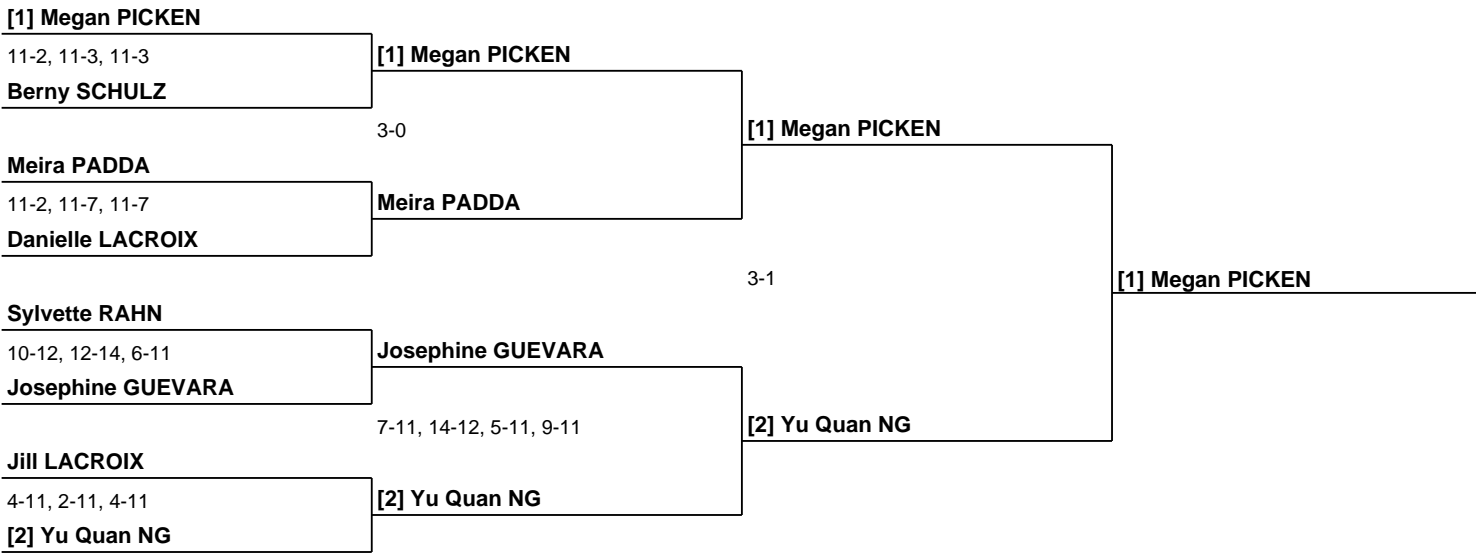 [1] Megan PICKEN
11-2, 11-3, 11-3
[1] Megan PICKEN
Berny SCHULZ
3-0
[1] Megan PICKEN
Meira PADDA
11-2, 11-7, 11-7
Meira PADDA
Danielle LACROIX
3-1
[1] Megan PICKEN
Sylvette RAHN
10-12, 12-14, 6-11
Josephine GUEVARA
Josephine GUEVARA
7-11, 14-12, 5-11, 9-11
[2] Yu Quan NG
Jill LACROIX
4-11, 2-11, 4-11
[2] Yu Quan NG
[2] Yu Quan NG